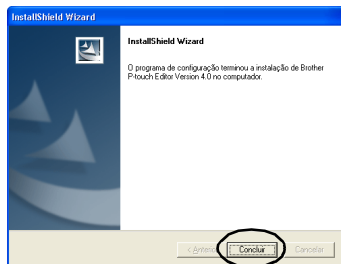 InstallShield Wizard
InstallShield Wizard
O programa de configuração terminou a instalação de Brother
P-touch Editor Version 4.0 no computador.
< Anterior Concluir Cancelar